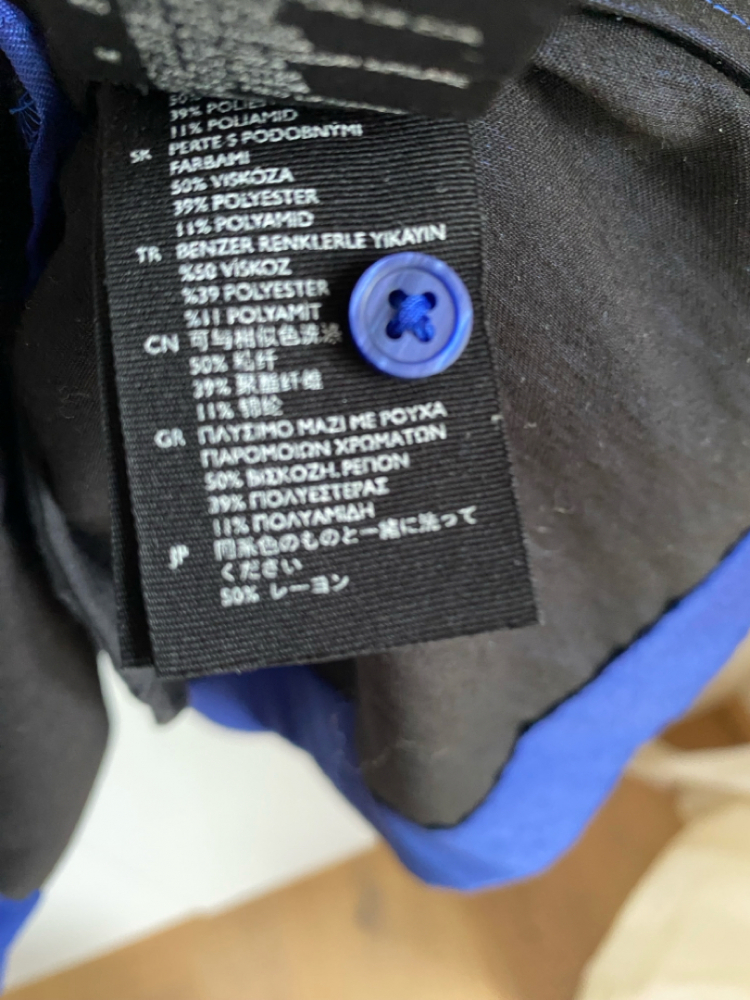 39% POLIE
11% POLIAMID
SK PERTE S PODOBNÝMI
FARBAMI
50% VISKÓZA
39% POLYESTER
11% POLYAMID
TR BENZER RENKLERLE YIKAYIN
%50 VİSKOZ
%39 POLYESTER
%11 POLYAMIT
CN 可与相似色洗涤
50% 粘纤
39% 聚酯纤维
11% 锦纶
GR ΠΛΥΣΙΜΟ ΜΑΖΙ ΜΕ ΡΟΥΧΑ
ΠΑΡΟΜΟΙΩΝ ΧΡΩΜΑΤΩΝ
50% ΒΙΣΚΟΖΗ, ΡΕΓΙΟΝ
39% ΠΟΛΥΕΣΤΕΡΑΣ
11% ΠΟΛΥΑΜΙΔΗ
JP 同系色のものと一緒に洗って
ください
50% レーヨン